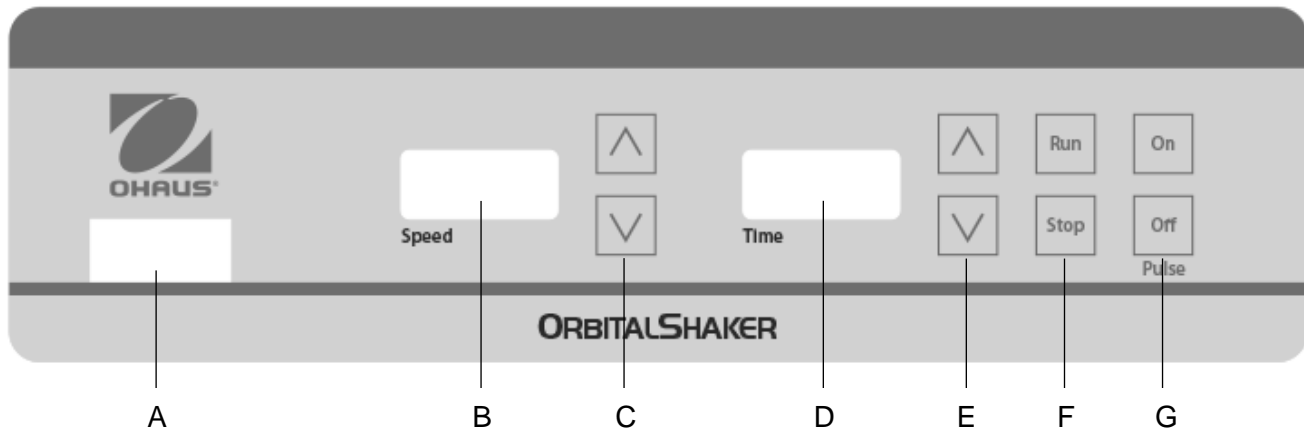 OHAUS®
Speed
Time
Run
On
Stop
Off
Pulse
ORBITALSHAKER
A B C D E F G